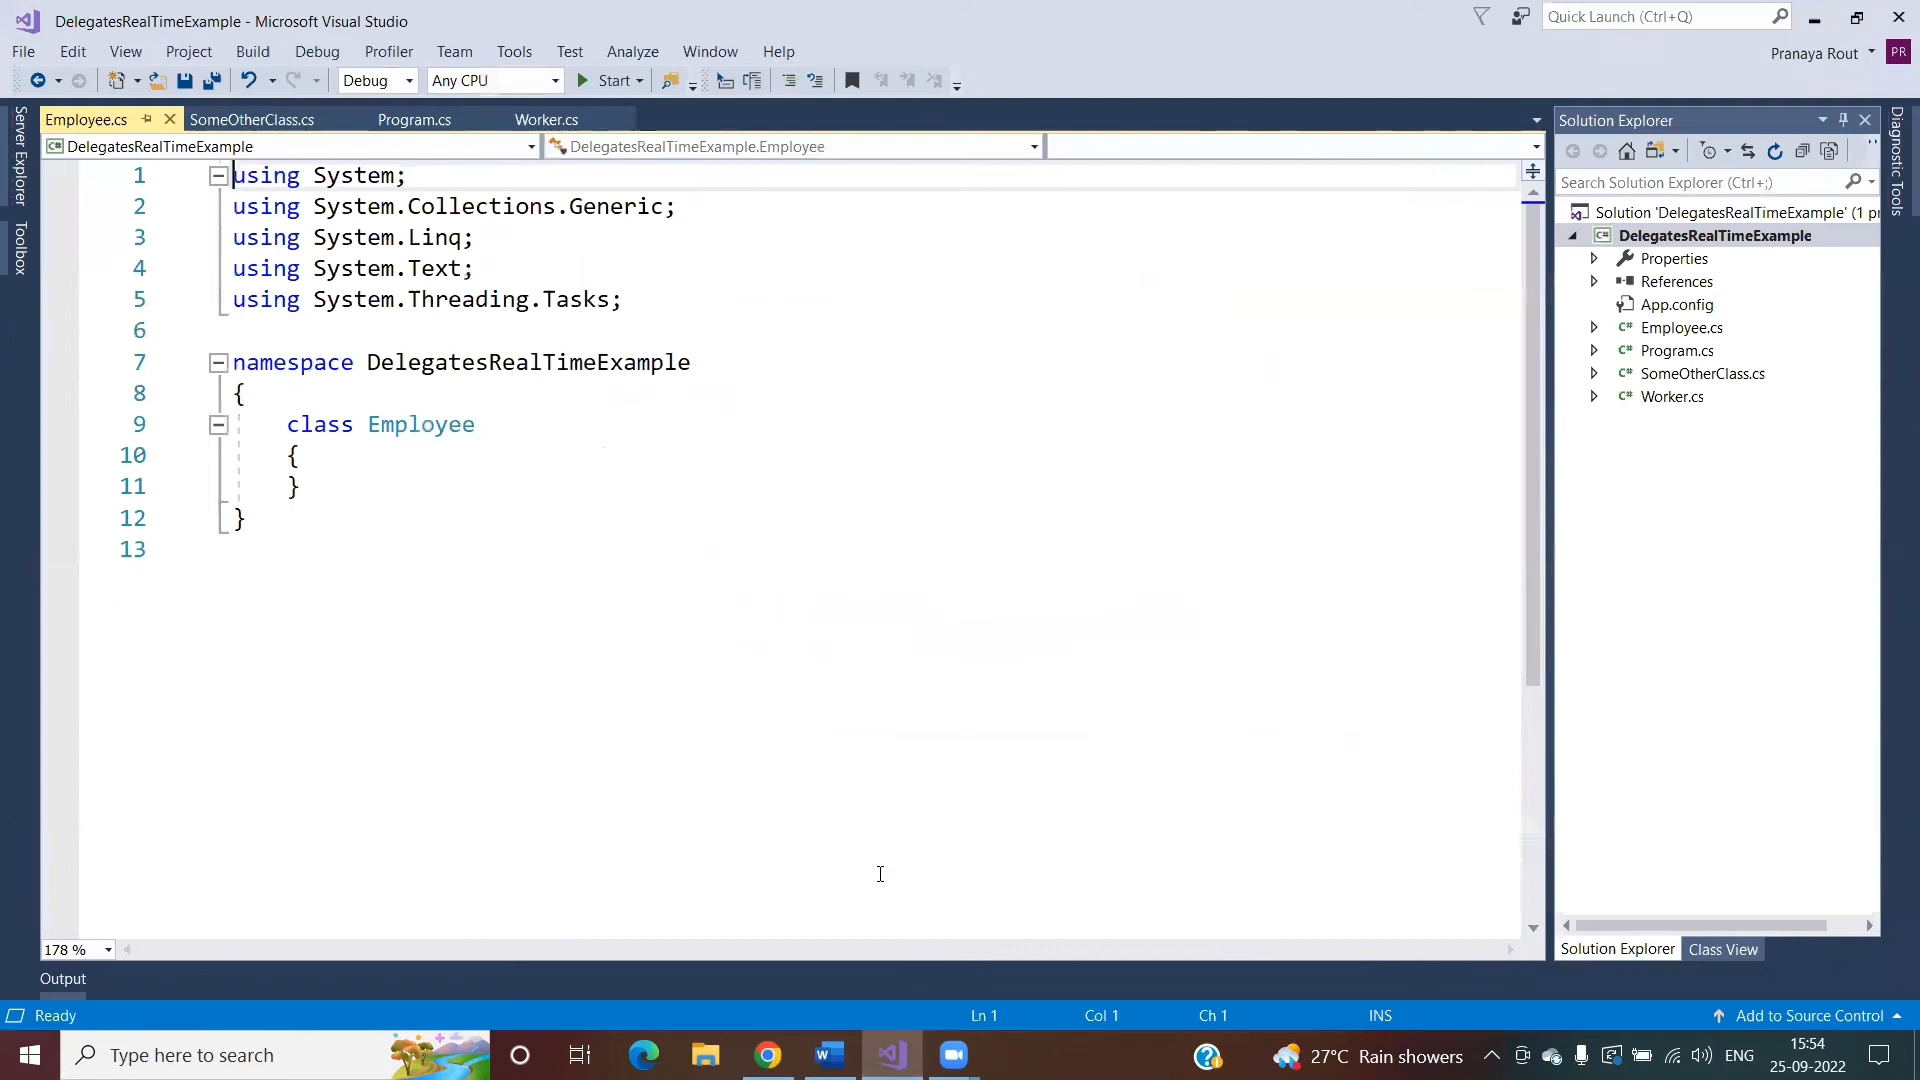 DelegatesRealTimeExample - Microsoft Visual Studio
Quick Launch (Ctrl+Q)
File Edit View Project Build Debug Profiler Team Tools Test Analyze Window Help
Pranaya Rout PR
Debug Any CPU Start
Server Explorer
Toolbox
Employee.cs SomeOtherClass.cs Program.cs Worker.cs
DelegatesRealTimeExample DelegatesRealTimeExample.Employee
1 using System;
2 using System.Collections.Generic;
3 using System.Linq;
4 using System.Text;
5 using System.Threading.Tasks;
6
7 namespace DelegatesRealTimeExample
8 {
9 class Employee
10 {
11 }
12 }
13
178 %
Output
Solution Explorer
Search Solution Explorer (Ctrl+;)
Solution 'DelegatesRealTimeExample' (1 pr
C# DelegatesRealTimeExample
Properties
References
App.config
C# Employee.cs
C# Program.cs
C# SomeOtherClass.cs
C# Worker.cs
Solution Explorer Class View
Diagnostic Tools
Ready Ln 1 Col 1 Ch 1 INS Add to Source Control
Type here to search
27°C Rain showers ENG
15:54
25-09-2022